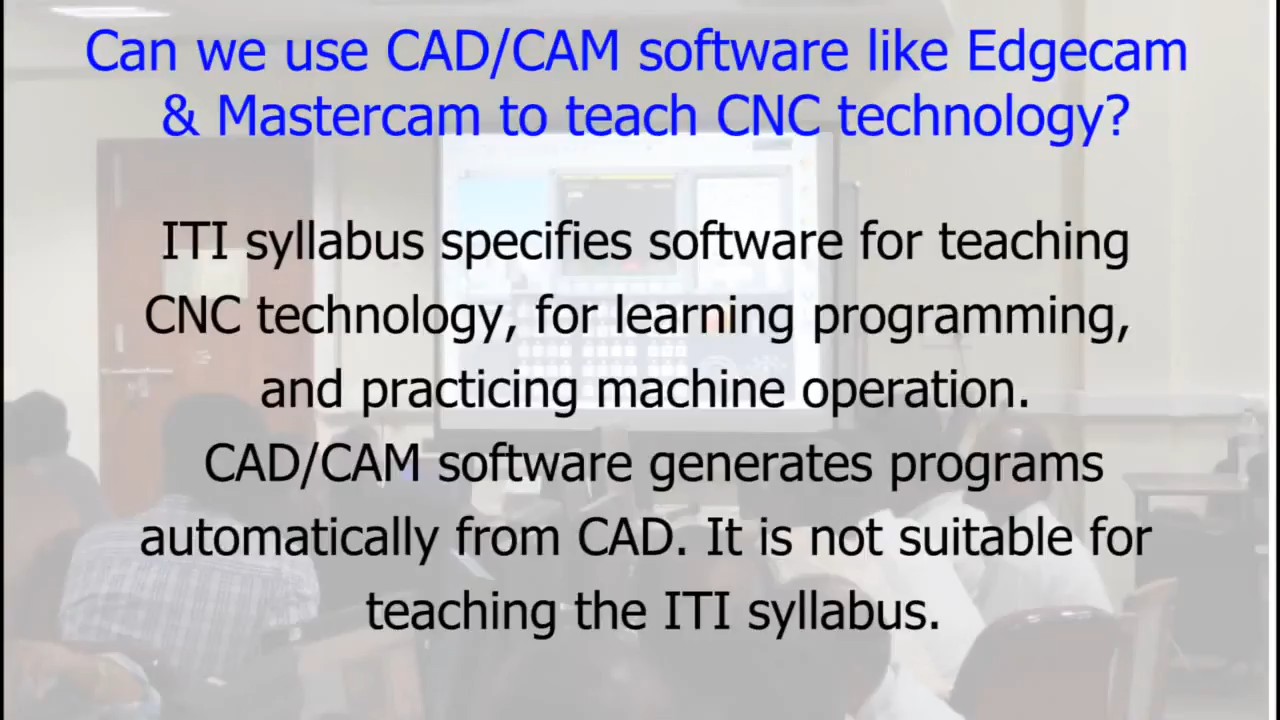 Can we use CAD/CAM software like Edgecam
& Mastercam to teach CNC technology?
ITI syllabus specifies software for teaching
CNC technology, for learning programming,
and practicing machine operation.
CAD/CAM software generates programs
automatically from CAD. It is not suitable for
teaching the ITI syllabus.